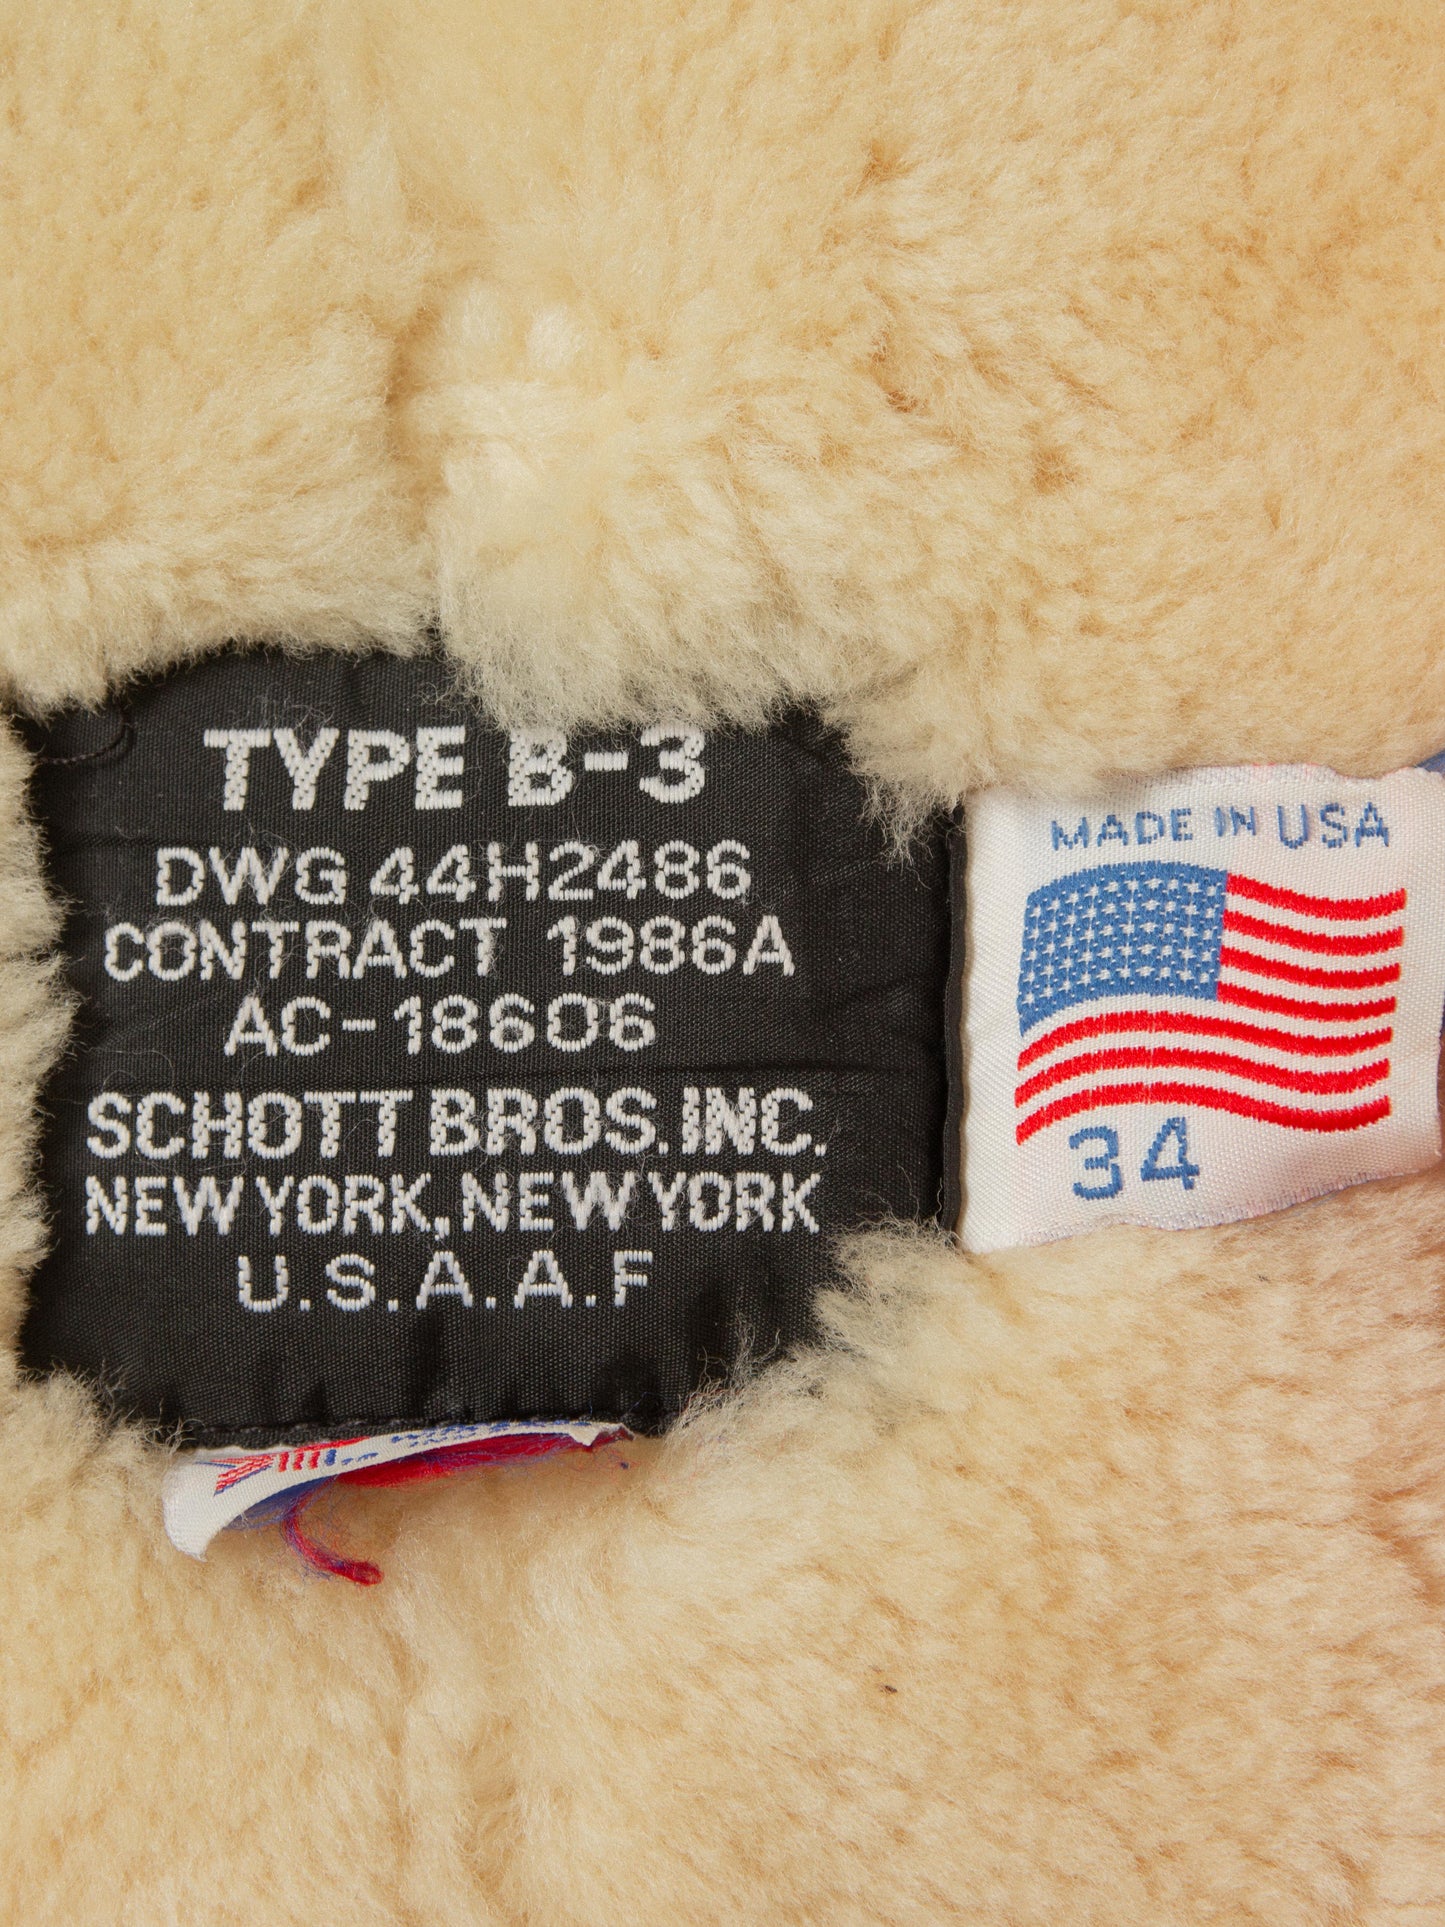 TYPE B-3
DWG 44H2486
CONTRACT 1986A
AC-18606
SCHOTT BROS. INC.
NEW YORK, NEW YORK
U.S.A.A.F
MADE IN USA
34